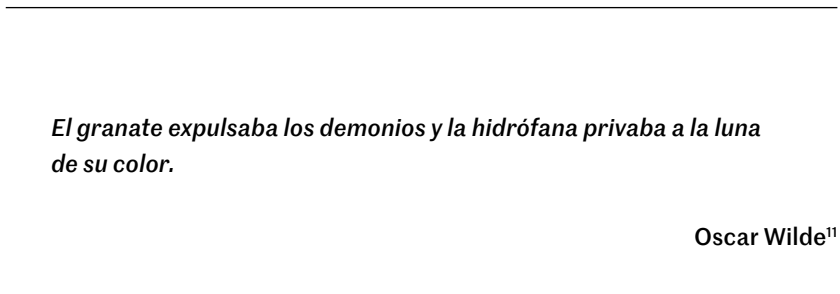 El granate expulsaba los demonios y la hidrófana privaba a la luna
de su color.
Oscar Wilde¹¹